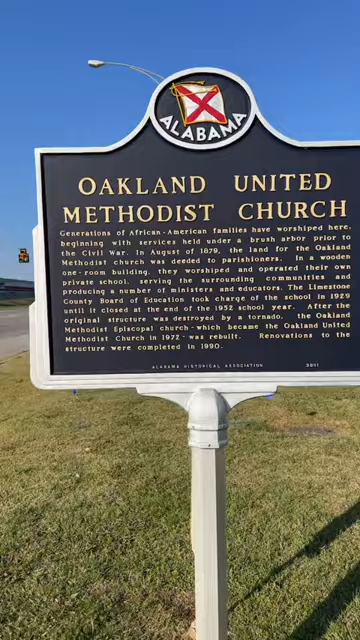 ALABAMA
OAKLAND UNITED
METHODIST CHURCH
Generations of African-American families have worshiped here,
beginning with services held under a brush arbor prior to
the Civil War. In August of 1879, the land for the Oakland
Methodist church was deeded to parishioners. In a wooden
one-room building, they worshiped and operated their own
private school, serving the surrounding communities and
producing a number of ministers and educators. The Limestone
County Board of Education took charge of the school in 1929
until it closed at the end of the 1952 school year. After the
original structure was destroyed by a tornado, the Oakland
Methodist Episcopal church-which became the Oakland United
Methodist Church in 1972-was rebuilt. Renovations to the
structure were completed in 1990.
ALABAMA HISTORICAL ASSOCIATION 2011